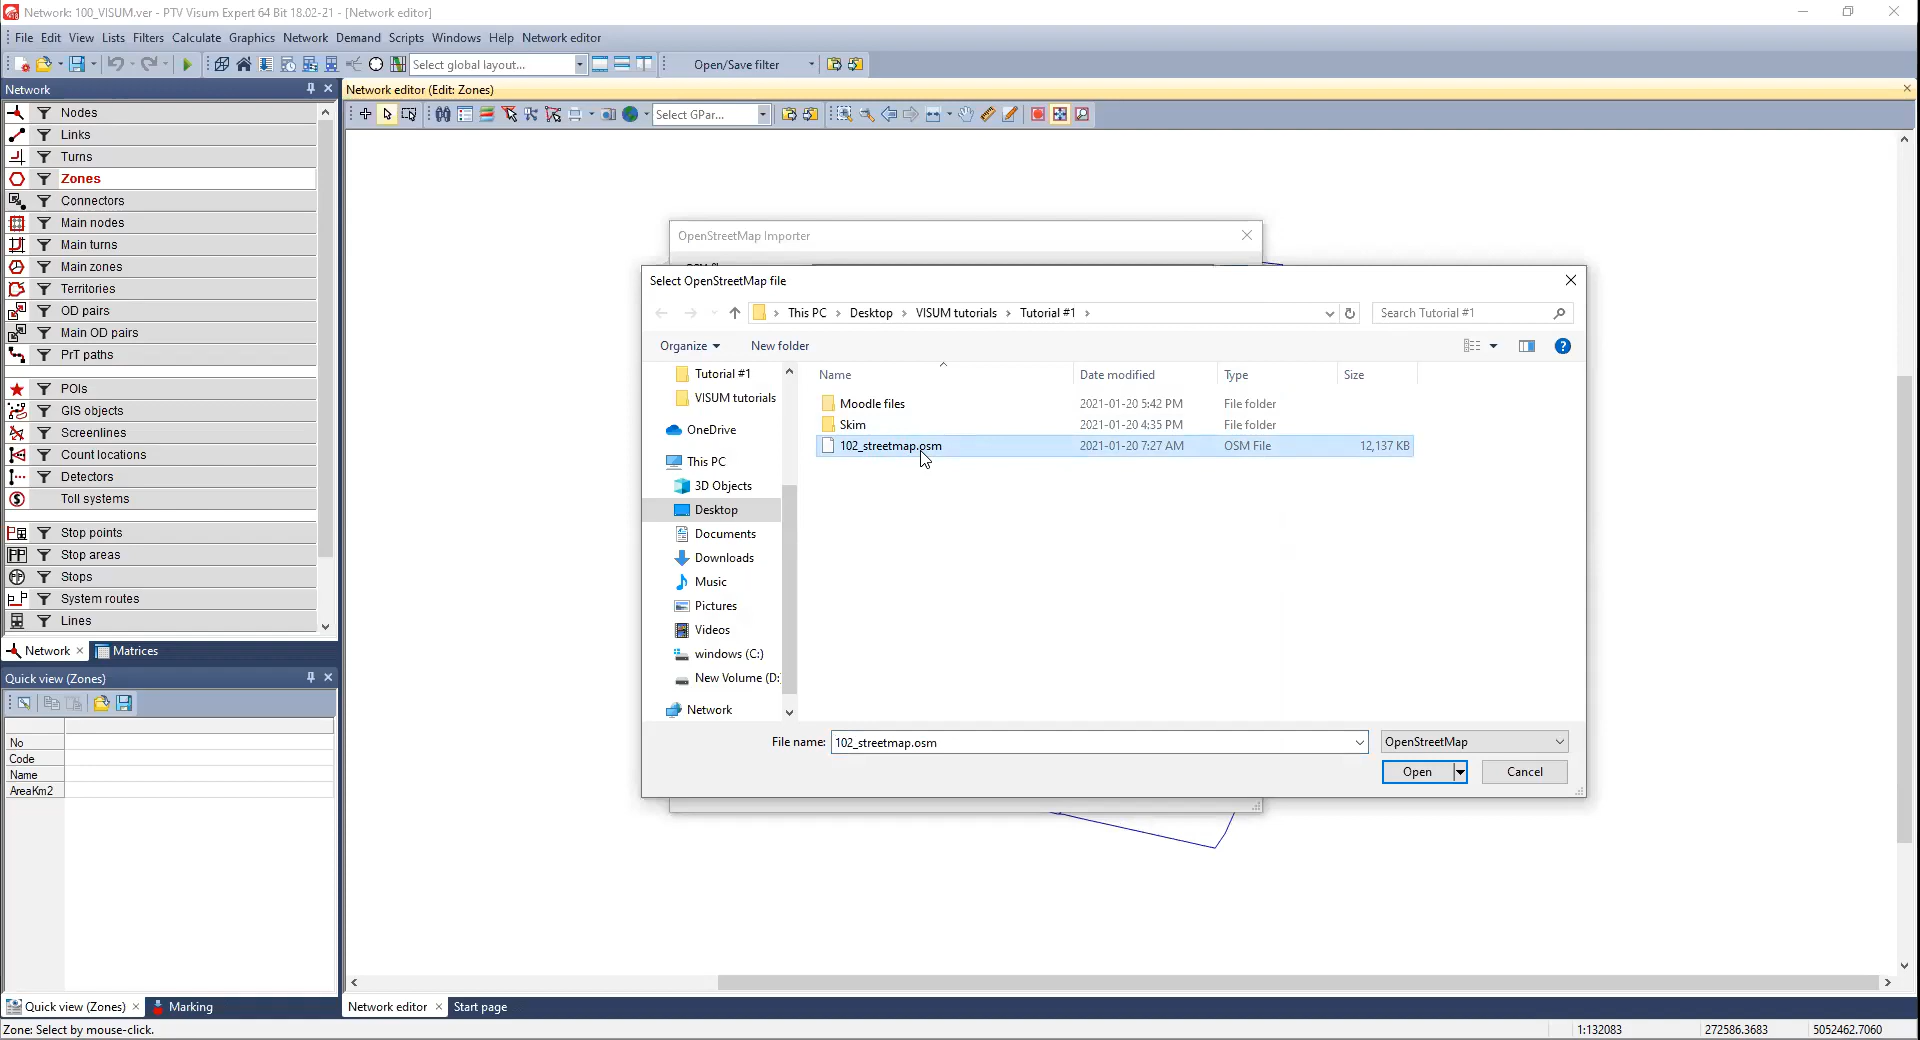 Network: 100_VISUM.ver - PTV Visum Expert 64 Bit 18.02-21 - [Network editor]
File Edit View Lists Filters Calculate Graphics Network Demand Scripts Windows Help Network editor
Select global layout... Open/Save filter
Network
Network editor (Edit: Zones)
Select GPar...
Nodes
Links
Turns
Zones
Connectors
Main nodes
Main turns
Main zones
Territories
OD pairs
Main OD pairs
PrT paths
POIs
GIS objects
Screenlines
Count locations
Detectors
Toll systems
Stop points
Stop areas
Stops
System routes
Lines
Network Matrices
Quick view (Zones)
No
Code
Name
AreaKm2
Quick view (Zones) Marking
Zone: Select by mouse-click.
OpenStreetMap Importer
Select OpenStreetMap file
This PC > Desktop > VISUM tutorials > Tutorial #1 >
Search Tutorial #1
Organize New folder
Tutorial #1
VISUM tutorials
OneDrive
This PC
3D Objects
Desktop
Documents
Downloads
Music
Pictures
Videos
windows (C:)
New Volume (D:
Network
Name Date modified Type Size
Moodle files 2021-01-20 5:42 PM File folder
Skim 2021-01-20 4:35 PM File folder
102_streetmap.osm 2021-01-20 7:27 AM OSM File 12,137 KB
File name: 102_streetmap.osm OpenStreetMap
Open Cancel
Network editor Start page
1:132083 272586.3683 5052462.7060